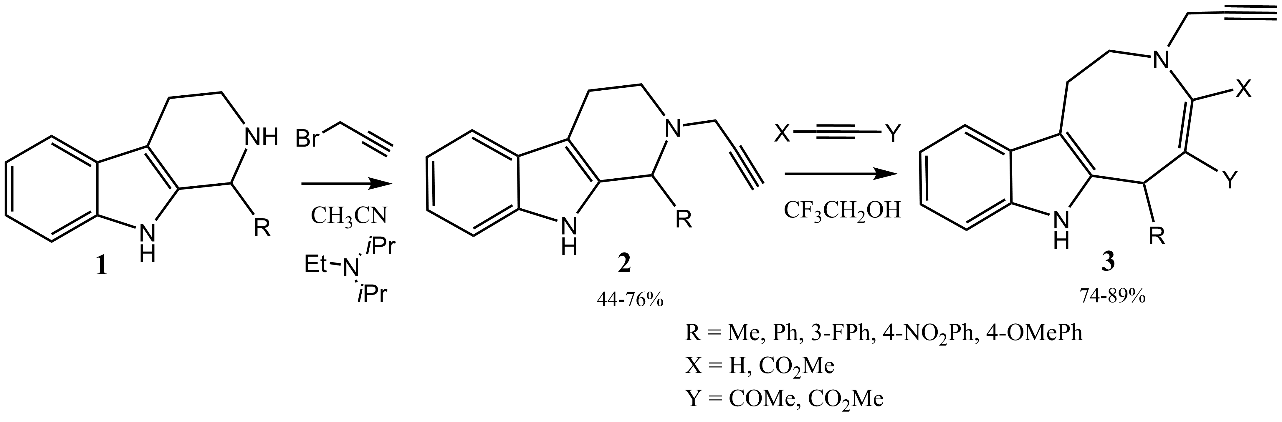 N
X
Y
N
H
R
3
74-89%
NH
N
H
R
1
Br
CH₃CN
Et
N
iPr
iPr
N
N
H
R
2
44-76%
X
Y
CF₃CH₂OH
R = Me, Ph, 3-FPh, 4-NO₂Ph, 4-OMePh
X = H, CO₂Me
Y = COMe, CO₂Me